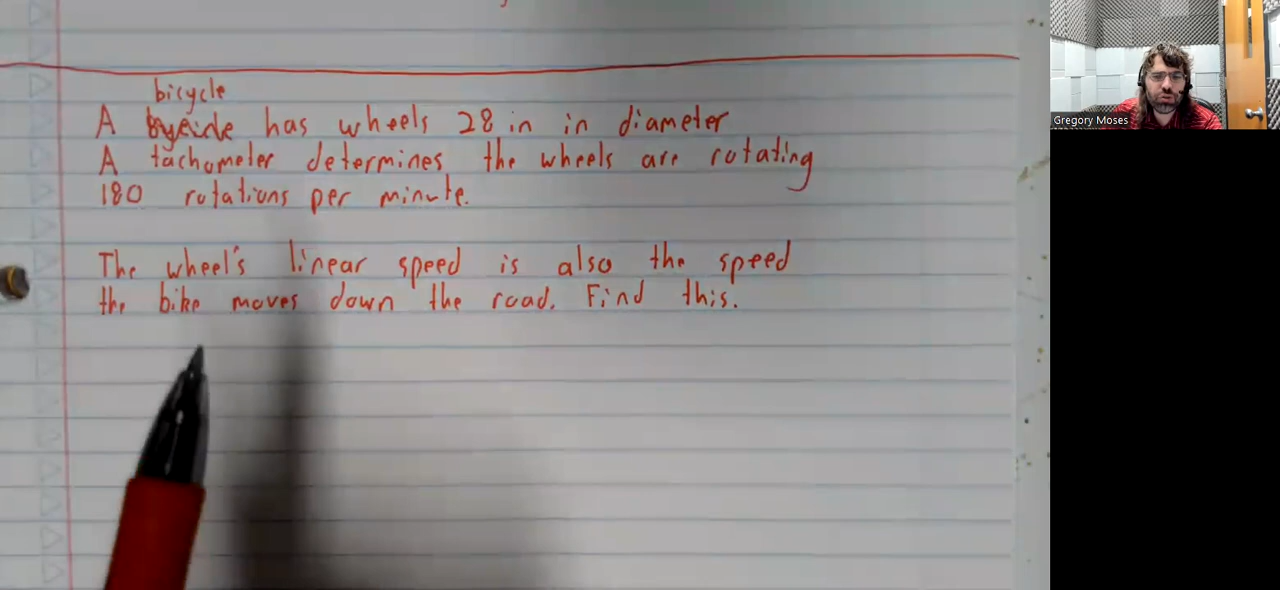 bicycle
A has wheels 28 in in diameter
A tachometer determines the wheels are rotating
180 rotations per minute.
The wheel's linear speed is also the speed
the bike moves down the road. Find this.
Gregory Moses